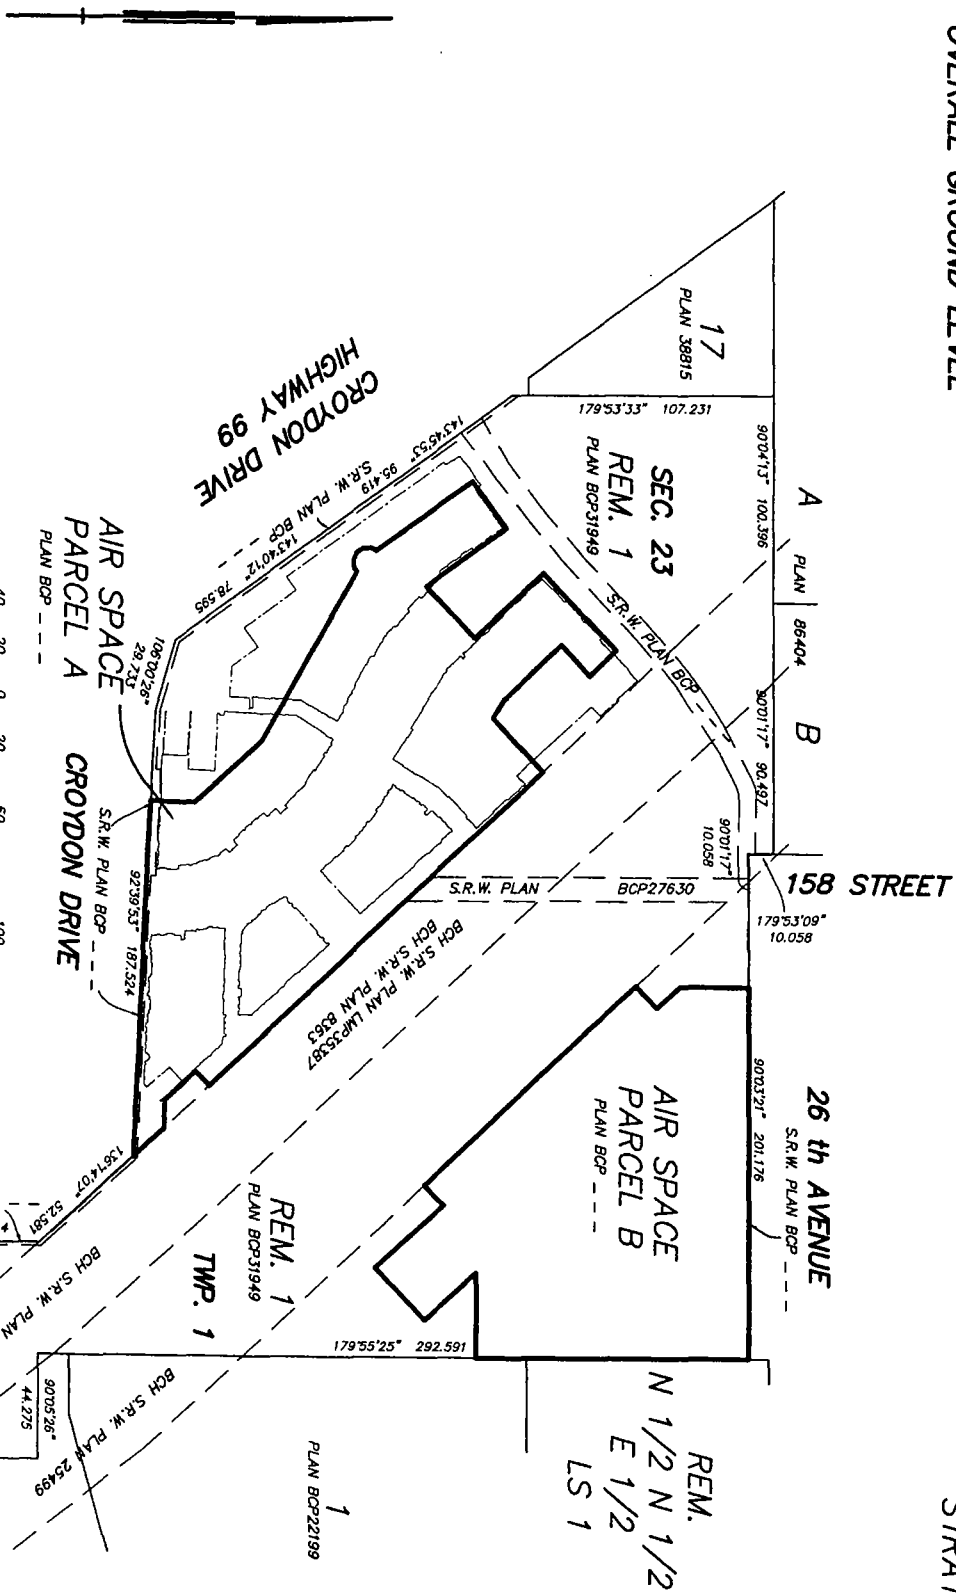 OVERALL GROUND LEVEL
A
PLAN
86404
B
90°04'13" 100.396
90°01'17" 90.497
90°01'17"
10.058
158 STREET
179°53'09"
10.058
26 th AVENUE
S.R.W. PLAN BCP _ _ _
90°03'21" 201.176
17
PLAN 38815
179°53'33" 107.231
SEC. 23
REM. 1
PLAN BCP31949
S.R.W. PLAN BCP _ _ _
S.R.W. PLAN BCP27630
BCH S.R.W. PLAN LMP35387
BCH S.R.W. PLAN 8363
AIR SPACE
PARCEL B
PLAN BCP _ _ _
REM.
N 1/2 N 1/2
E 1/2
LS 1
179°55'25" 292.591
REM. 1
PLAN BCP31949
TWP. 1
1
PLAN BCP22199
CROYDON DRIVE
HIGHWAY 99
143°45'53" 95.419
S.R.W. PLAN BCP _ _ _
143°40'12" 78.595
106°00'26"
29.733
AIR SPACE
PARCEL A
PLAN BCP _ _ _
CROYDON DRIVE
S.R.W. PLAN BCP _ _ _
92°39'53" 187.524
136°14'07" 52.581
BCH S.R.W. PLAN
BCH S.R.W. PLAN 25499
90°05'26"
44.275